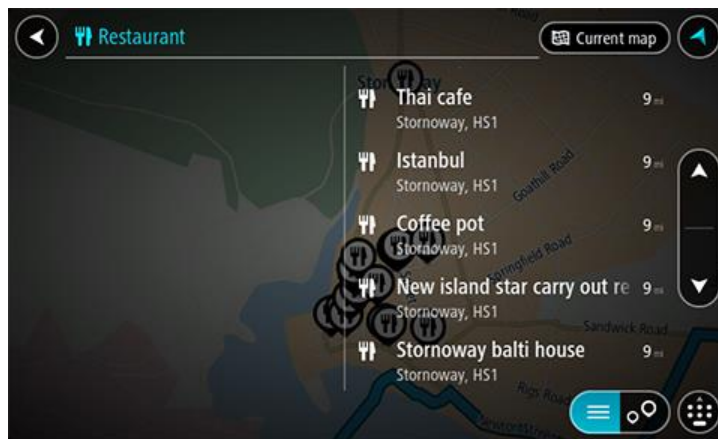 Restaurant
Current map
Thai cafe 9 mi
Stornoway, HS1
Istanbul 9 mi
Stornoway, HS1
Goathill Road
Coffee pot 9 mi
Stornoway, HS1
Springfield Road
New island star carry out re 9 mi
Stornoway, HS1
Sandwick Road
Stornoway balti house 9 mi
Stornoway, HS1
Rigs Road
Newton Street